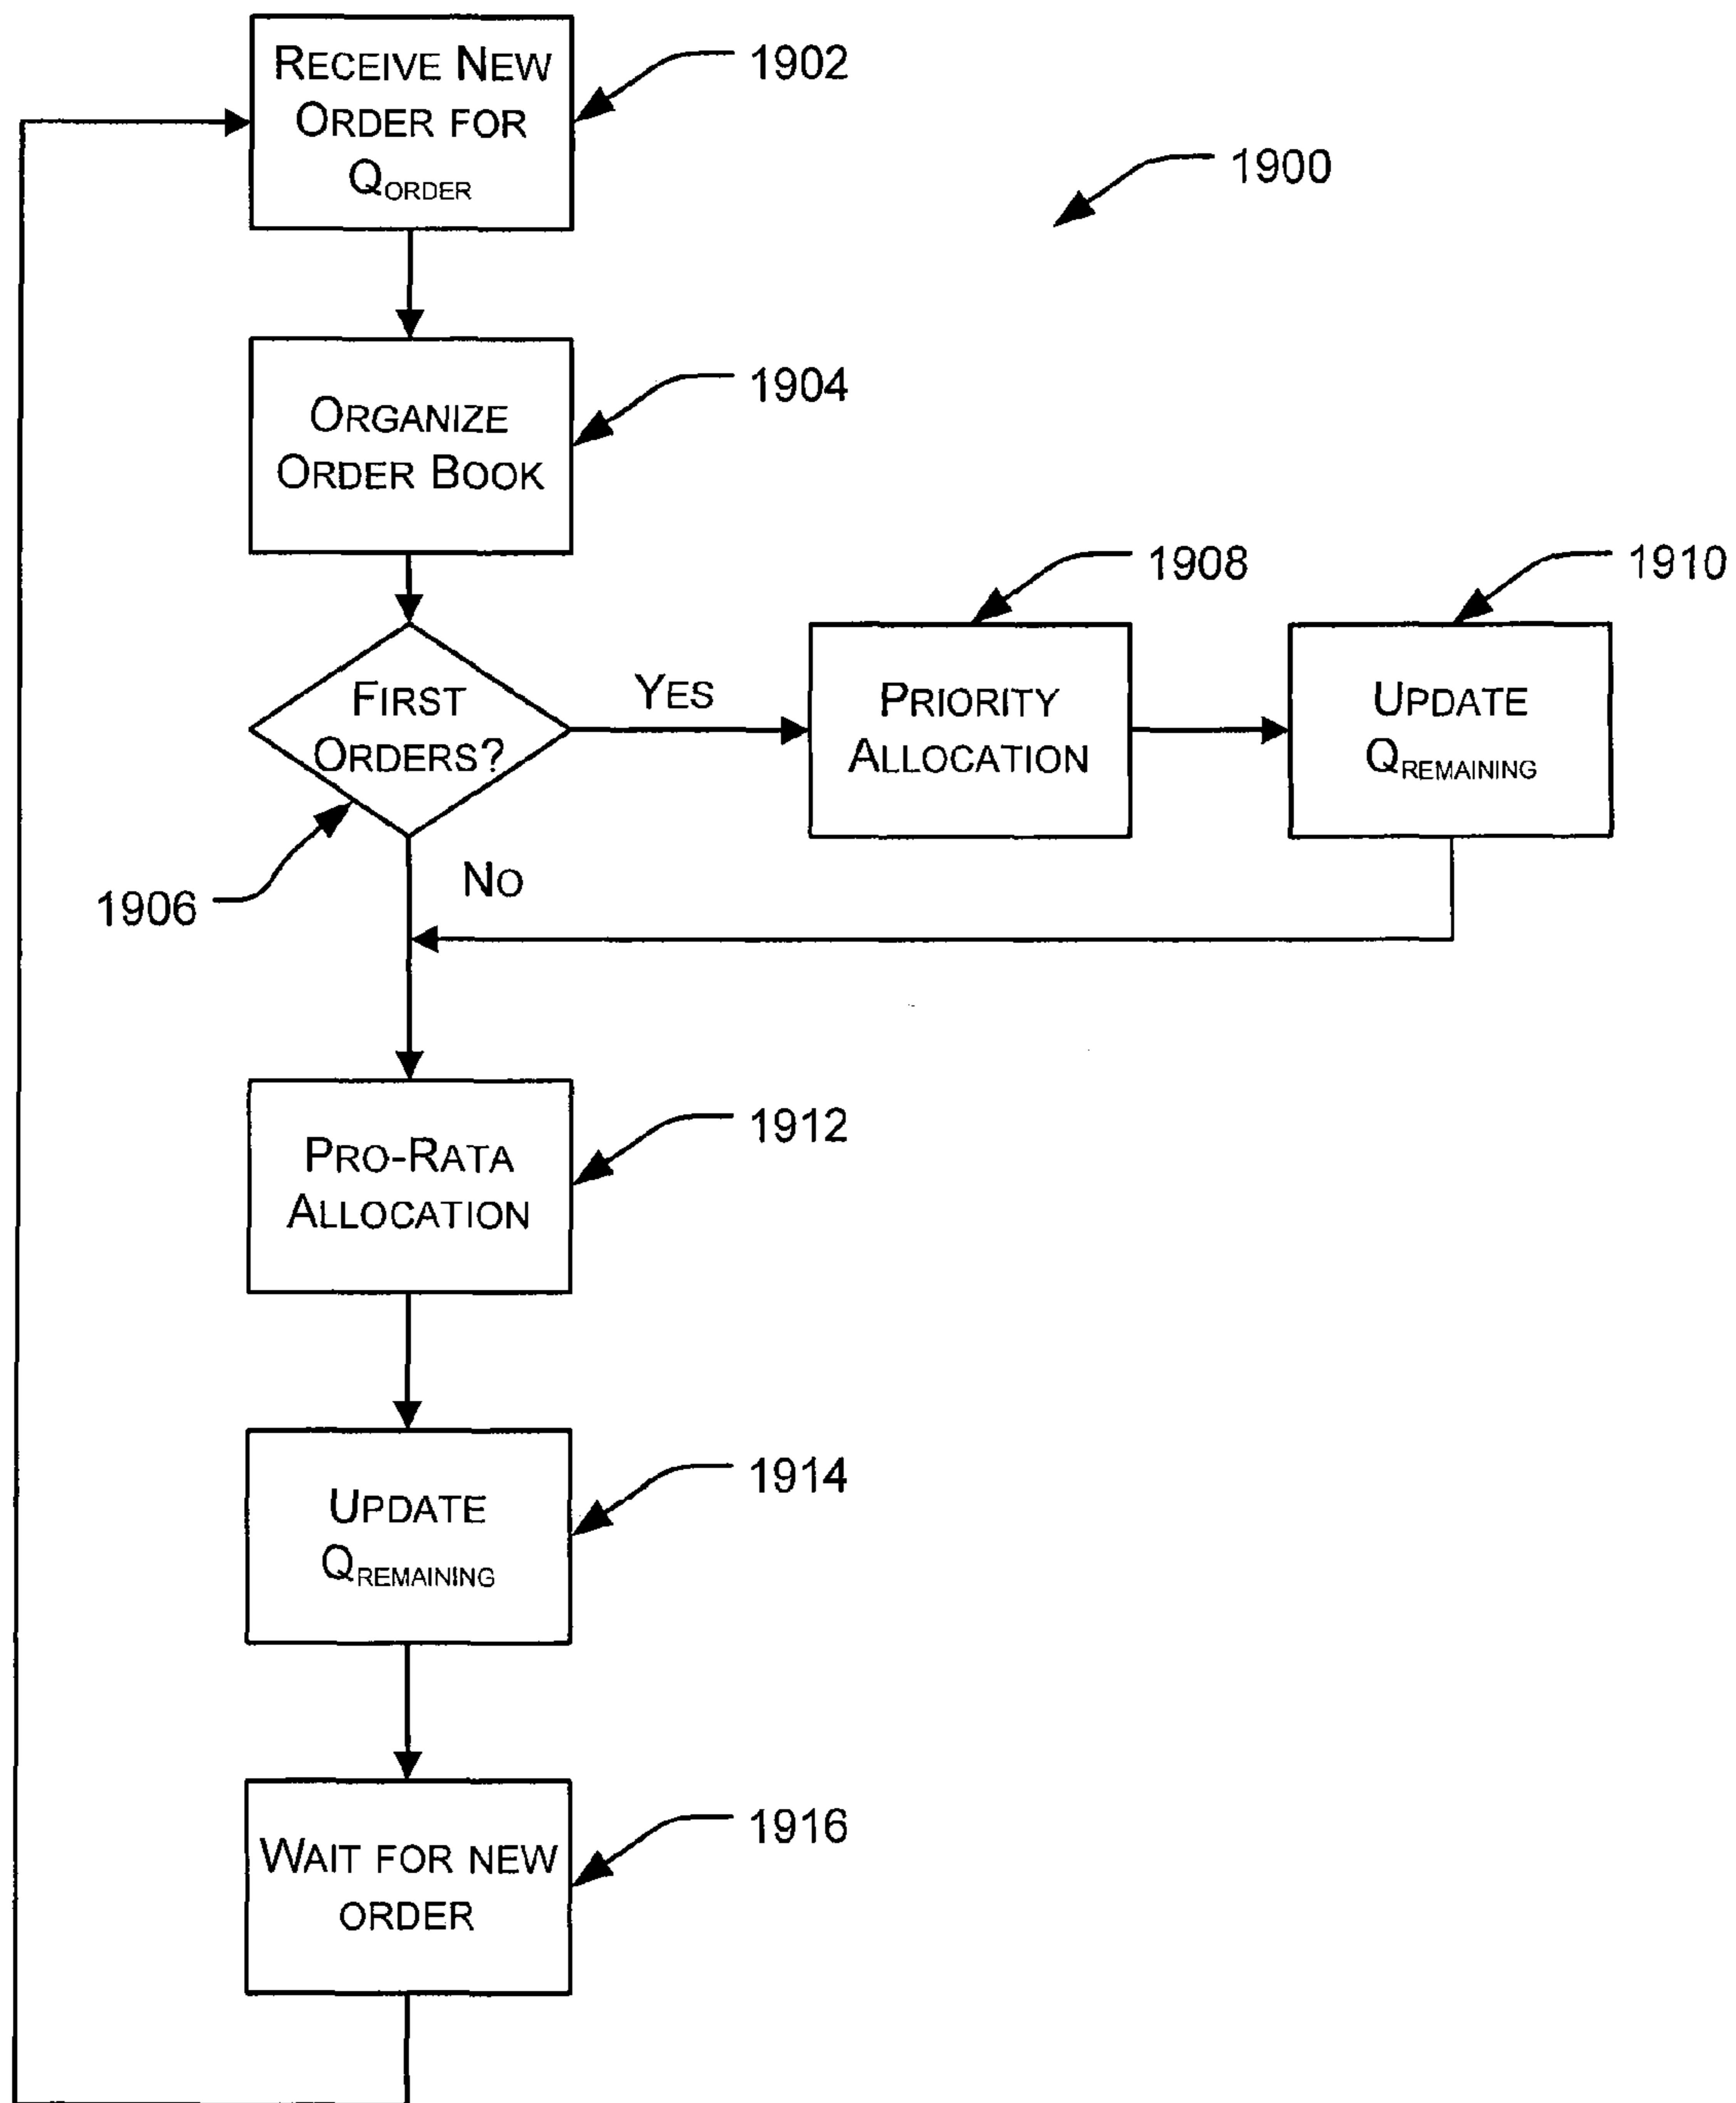 RECEIVE NEW
ORDER FOR
QORDER
1902
1900
ORGANIZE
ORDER BOOK
1904
FIRST
ORDERS?
1906
YES
NO
PRIORITY
ALLOCATION
1908
UPDATE
QREMAINING
1910
PRO-RATA
ALLOCATION
1912
UPDATE
QREMAINING
1914
WAIT FOR NEW
ORDER
1916